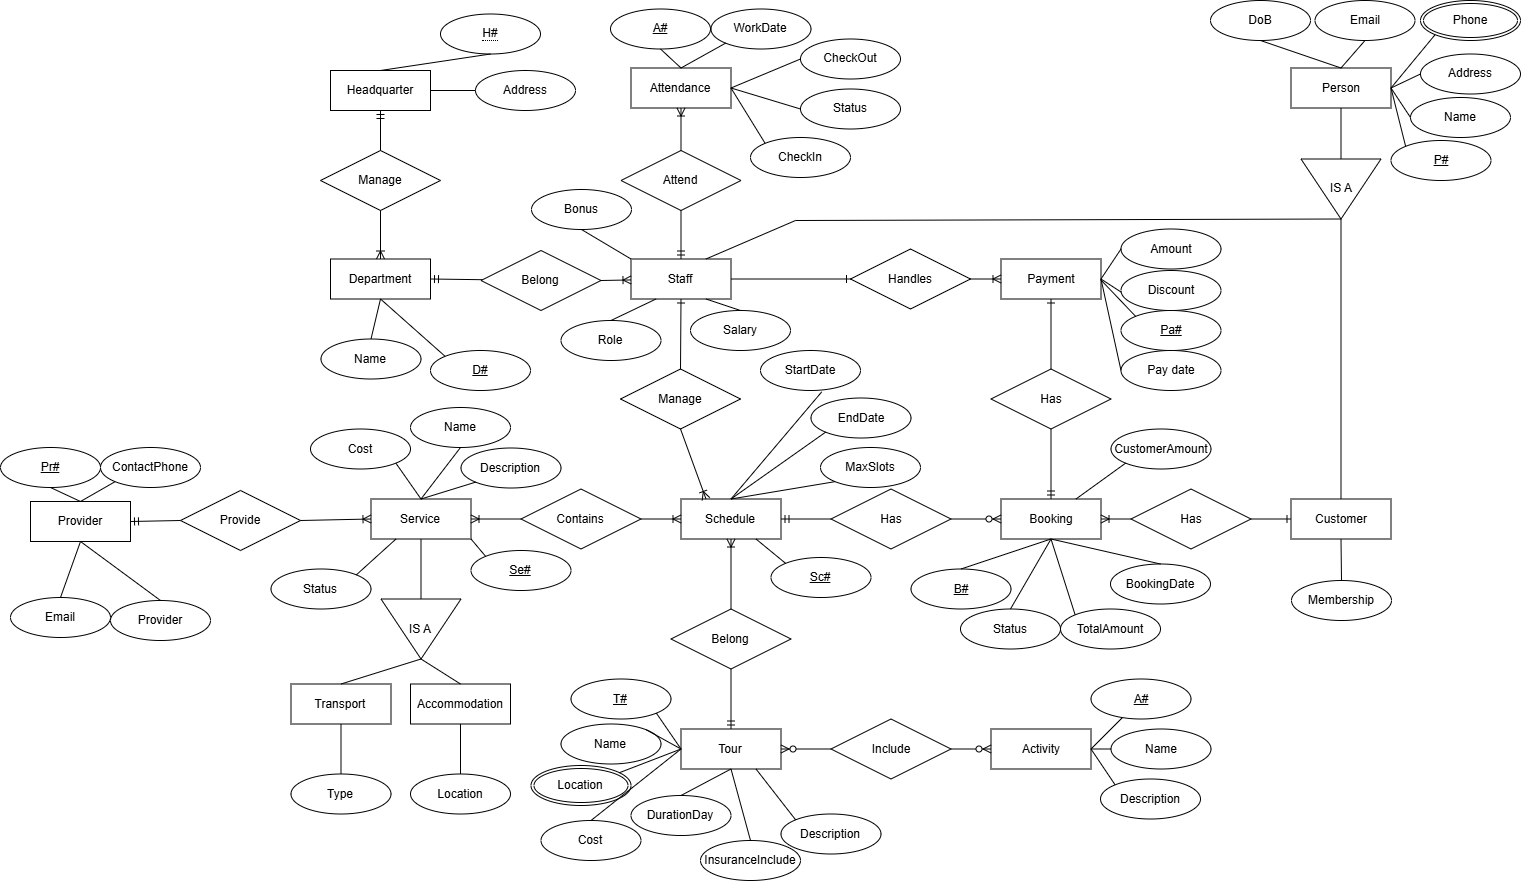 DoB
Email
Phone
H#
A#
WorkDate
CheckOut
Address
Headquarter
Address
Attendance
Person
Status
Name
CheckIn
P#
Manage
Attend
IS A
Bonus
Amount
Department
Belong
Staff
Handles
Payment
Discount
Role
Salary
Pa#
Name
D#
StartDate
Pay date
Manage
Has
EndDate
Name
Cost
CustomerAmount
Pr#
ContactPhone
Description
MaxSlots
Provider
Provide
Service
Contains
Schedule
Has
Booking
Has
Customer
Status
Se#
Sc#
B#
BookingDate
Membership
Email
Provider
IS A
Status
TotalAmount
Belong
Transport
Accommodation
T#
A#
Name
Tour
Include
Activity
Name
Location
Type
Location
DurationDay
Description
Description
Cost
InsuranceInclude